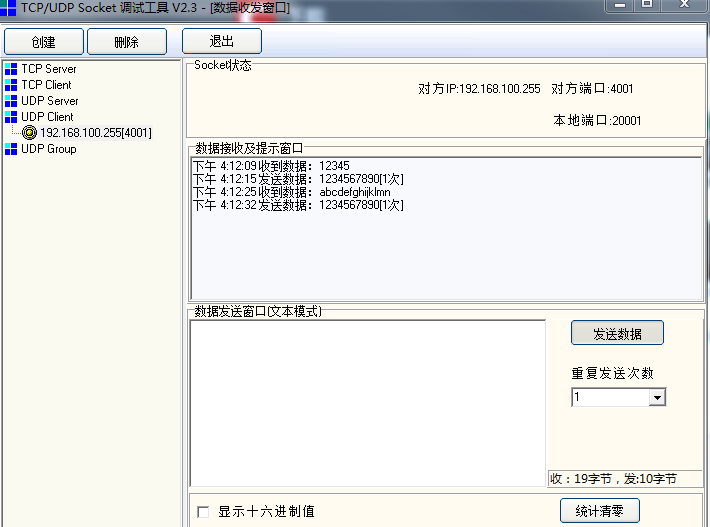 TCP/UDP Socket 调试工具 V2.3 - [数据收发窗口]
创建 删除 退出
TCP Server
TCP Client
UDP Server
UDP Client
192.168.100.255[4001]
UDP Group
Socket状态
对方IP:192.168.100.255 对方端口:4001
本地端口:20001
数据接收及提示窗口
下午 4:12:09收到数据：12345
下午 4:12:15发送数据：1234567890[1次]
下午 4:12:25收到数据：abcdefghijklmn
下午 4:12:32发送数据：1234567890[1次]
数据发送窗口(文本模式)
发送数据
重复发送次数
1
收：19字节，发:10字节
显示十六进制值
统计清零